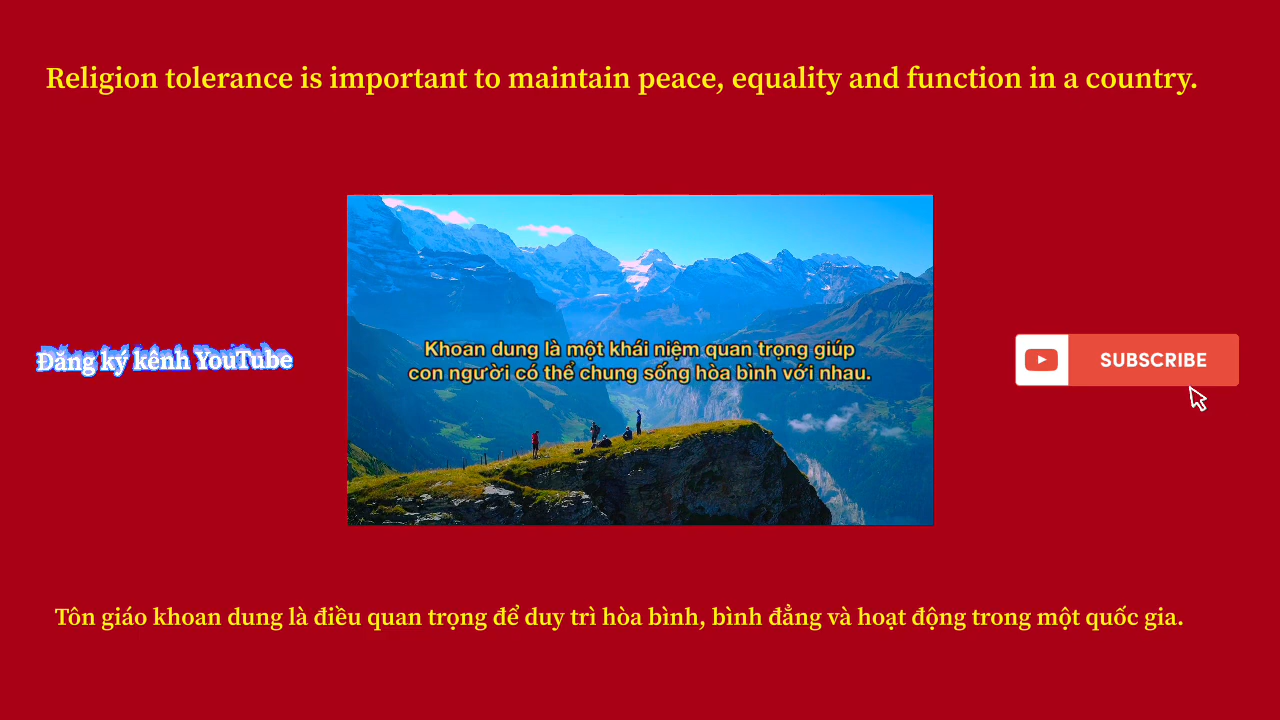 Religion tolerance is important to maintain peace, equality and function in a country.
Khoan dung là một khái niệm quan trọng giúp
con người có thể chung sống hòa bình với nhau.
Đăng ký kênh YouTube
SUBSCRIBE
Tôn giáo khoan dung là điều quan trọng để duy trì hòa bình, bình đẳng và hoạt động trong một quốc gia.